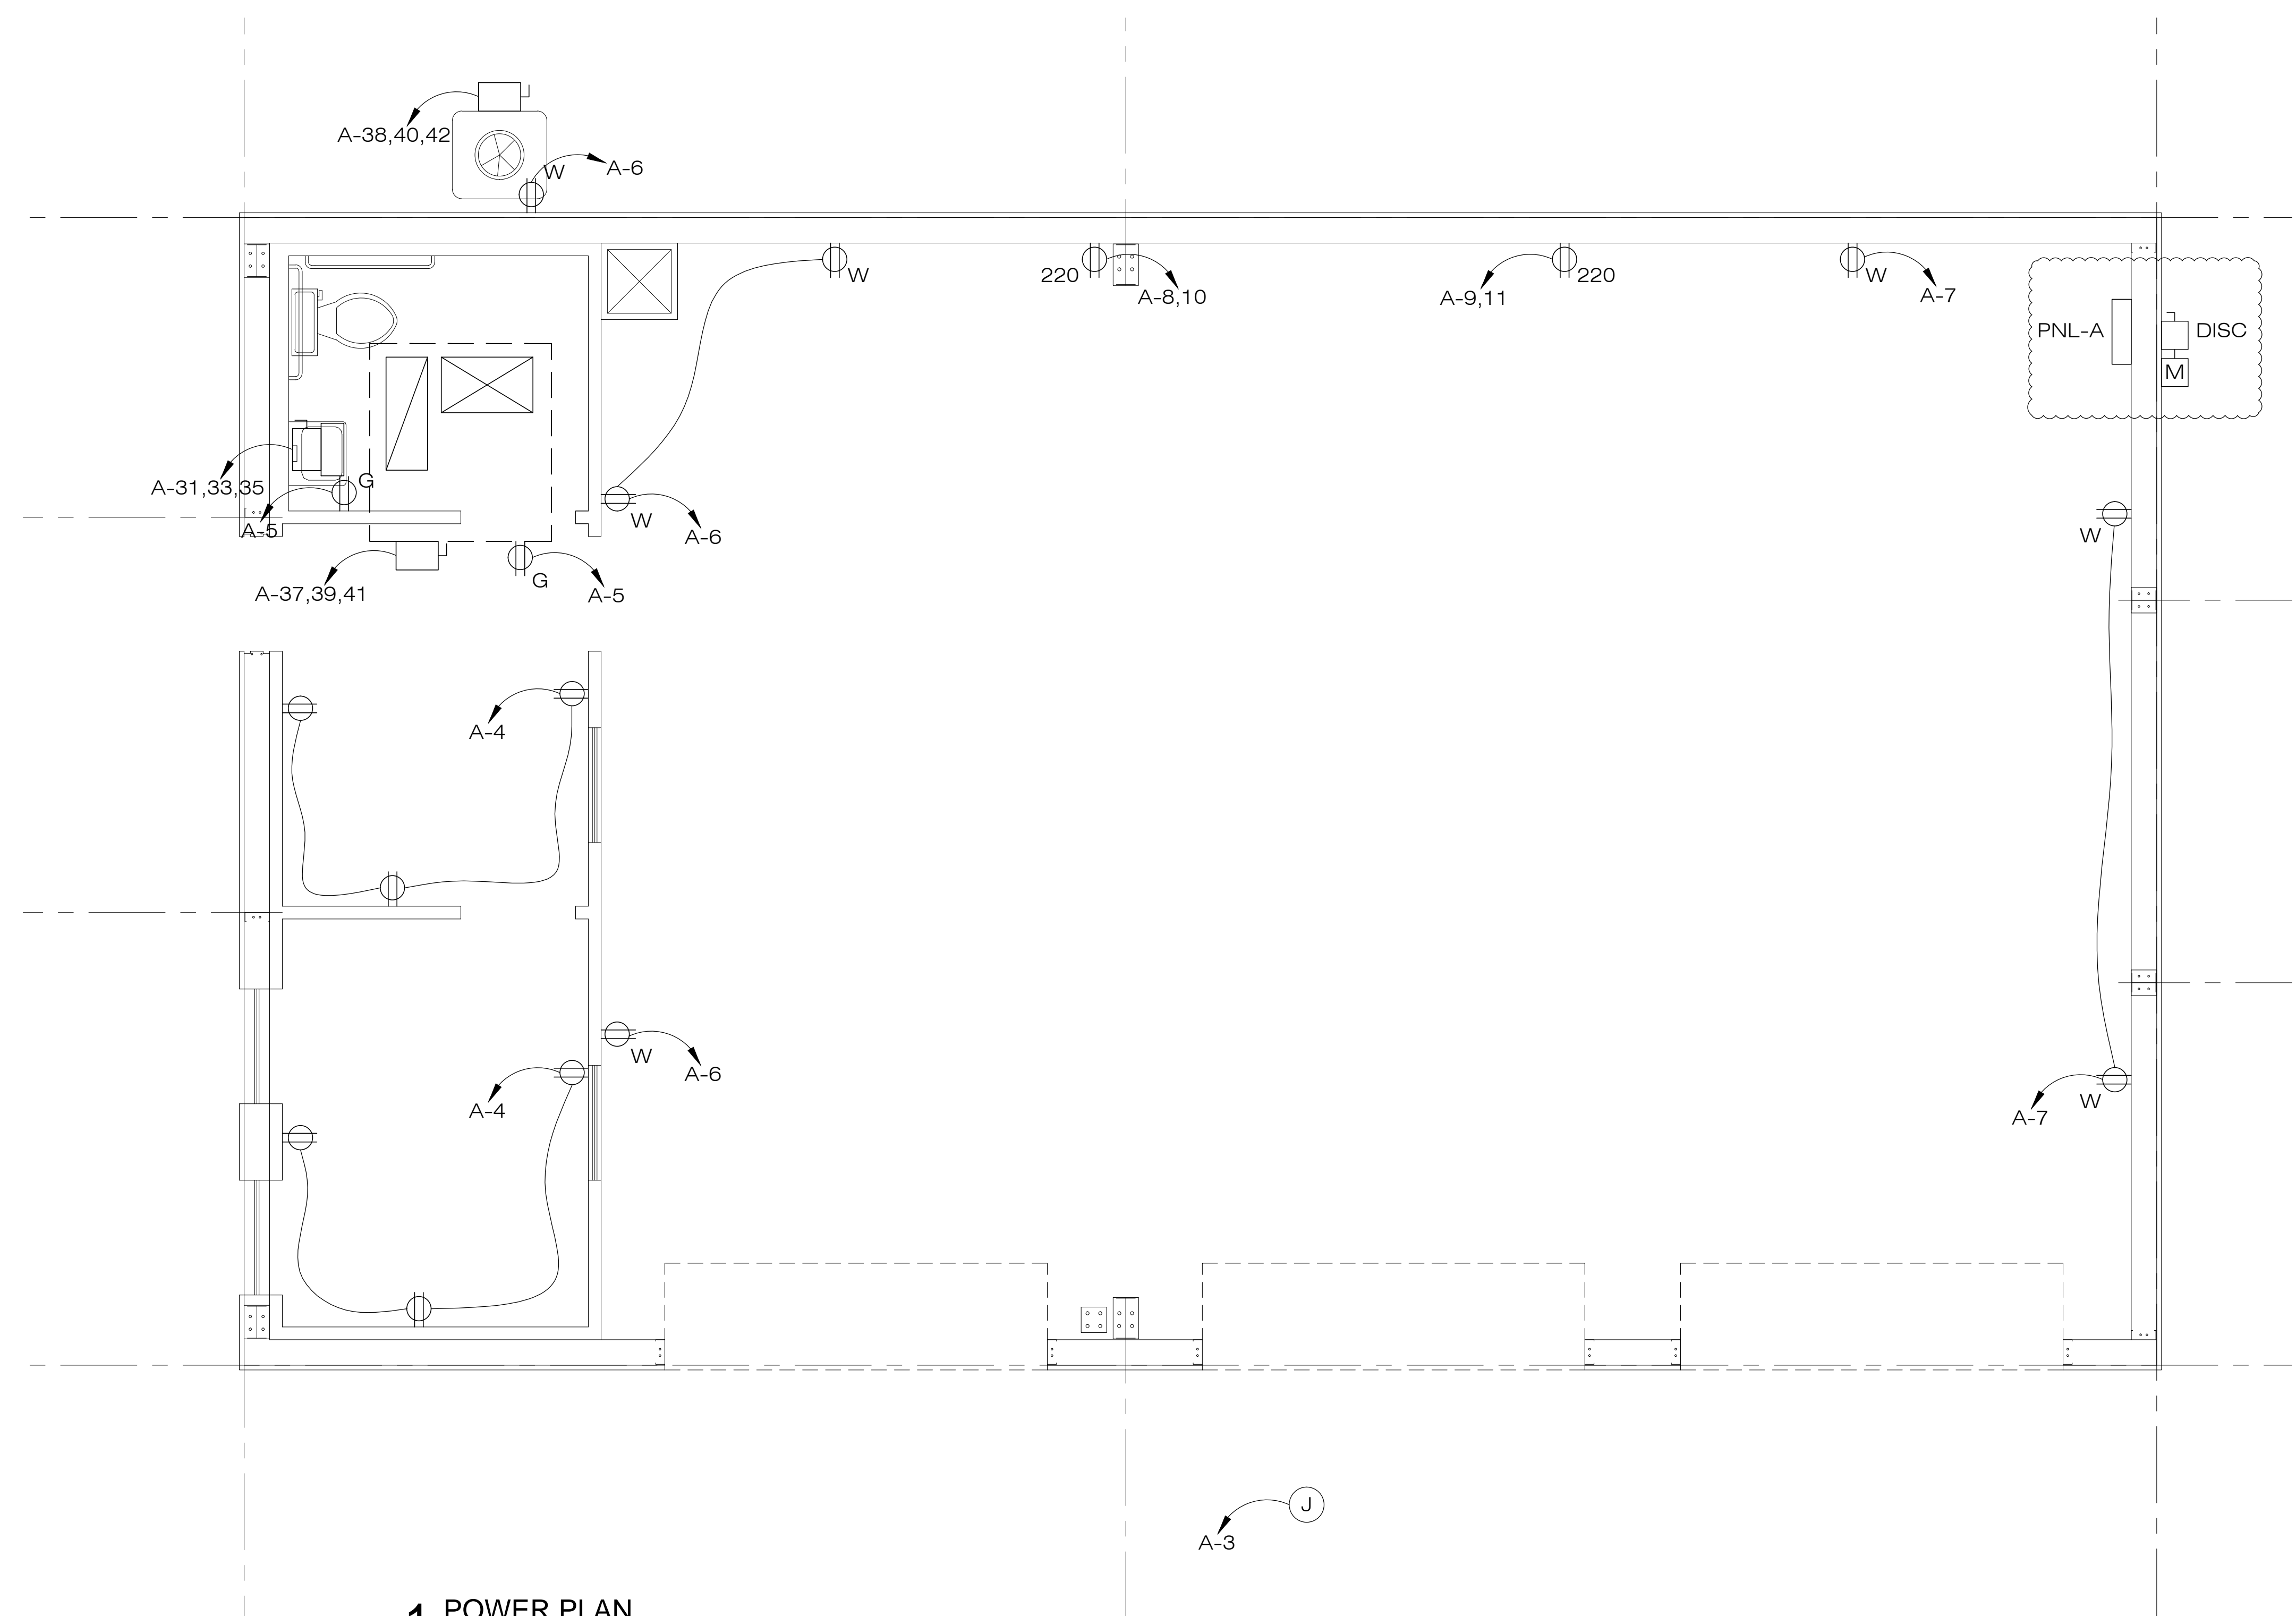 A-38,40,42
W
A-6
W
220
A-8,10
A-9,11
220
W
A-7
PNL-A
DISC
M
A-31,33,35
G
A-5
W
A-6
W
A-37,39,41
G
A-5
A-4
W
A-6
A-4
W
A-7
J
A-3
1 POWER PLAN